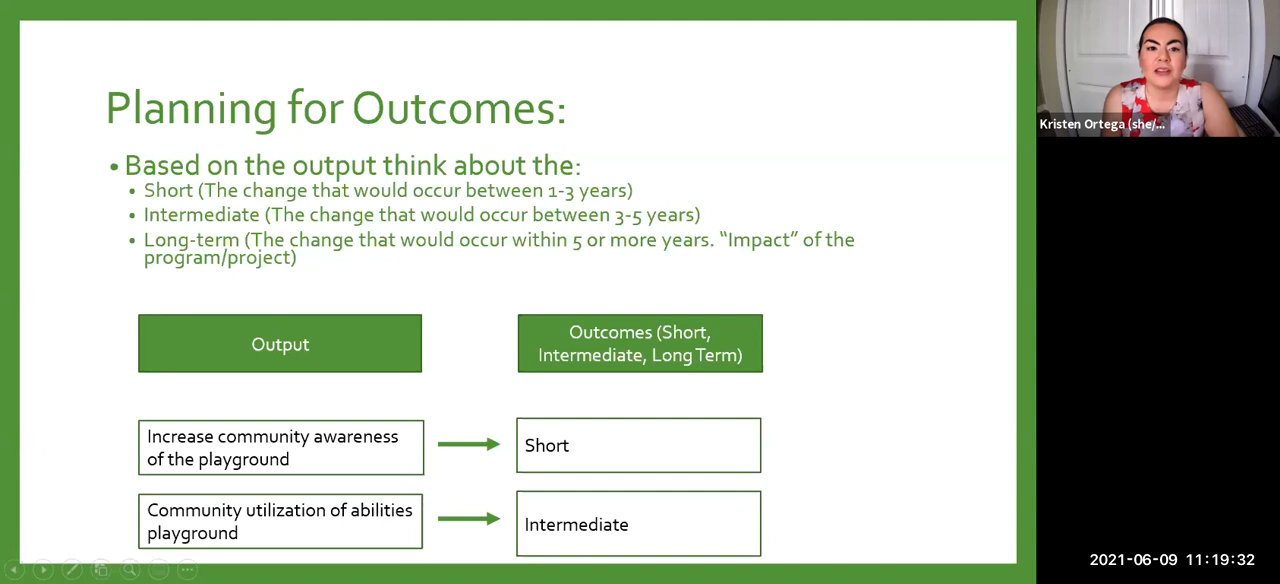 Planning for Outcomes:
• Based on the output think about the:
• Short (The change that would occur between 1-3 years)
• Intermediate (The change that would occur between 3-5 years)
• Long-term (The change that would occur within 5 or more years. “Impact” of the
program/project)
Output
Outcomes (Short,
Intermediate, Long Term)
Increase community awareness
of the playground
Short
Community utilization of abilities
playground
Intermediate
Kristen Ortega (she/...
2021-06-09 11:19:32